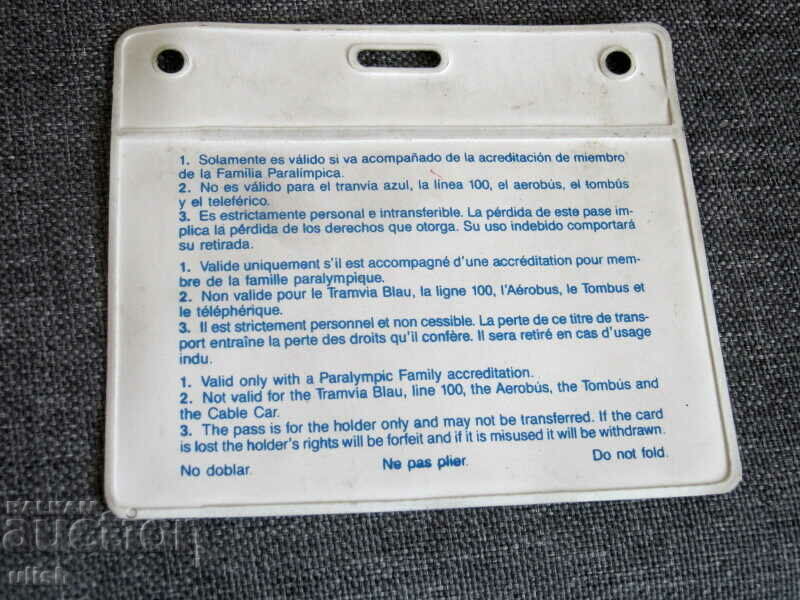 1. Solamente es válido si va acompañado de la acreditación de miembro
de la Familia Paralímpica.
2. No es válido para el tranvía azul, la línea 100, el aerobús, el tombús
y el teleférico.
3. Es estrictamente personal e intransferible. La pérdida de este pase im-
plica la pérdida de los derechos que otorga. Su uso indebido comportará
su retirada.
1. Valide uniquement s'il est accompagné d'une accréditation pour mem-
bre de la famille paralympique.
2. Non valide pour le Tramvia Blau, la ligne 100, l'Aérobus, le Tombus et
le téléphérique.
3. Il est strictement personnel et non cessible. La perte de ce titre de trans-
port entraîne la perte des droits qu'il confère. Il sera retiré en cas d'usage
indu.
1. Valid only with a Paralympic Family accreditation.
2. Not valid for the Tramvía Blau, line 100, the Aerobús, the Tombús and
the Cable Car.
3. The pass is for the holder only and may not be transferred. If the card
is lost the holder's rights will be forfeit and if it is misused it will be withdrawn.
No doblar. Ne pas plier. Do not fold.
BALKAN
auction
ulish